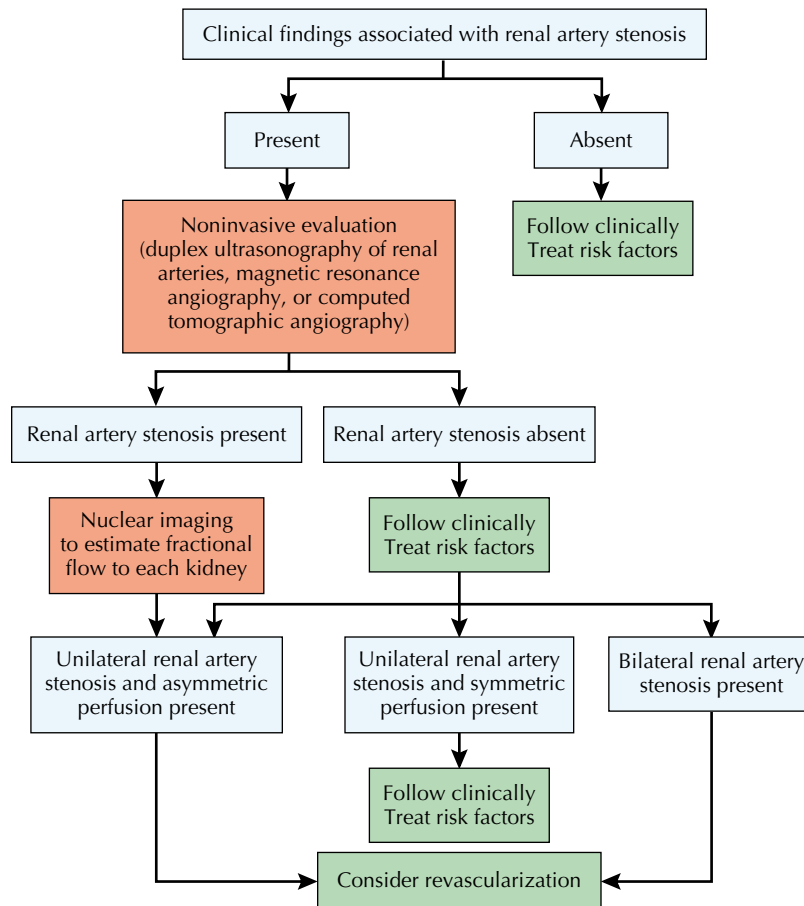 Clinical findings associated with renal artery stenosis
Present
Absent
Noninvasive evaluation
(duplex ultrasonography of renal
arteries, magnetic resonance
angiography, or computed
tomographic angiography)
Follow clinically
Treat risk factors
Renal artery stenosis present
Renal artery stenosis absent
Nuclear imaging
to estimate fractional
flow to each kidney
Follow clinically
Treat risk factors
Unilateral renal artery
stenosis and asymmetric
perfusion present
Unilateral renal artery
stenosis and symmetric
perfusion present
Bilateral renal artery
stenosis present
Follow clinically
Treat risk factors
Consider revascularization